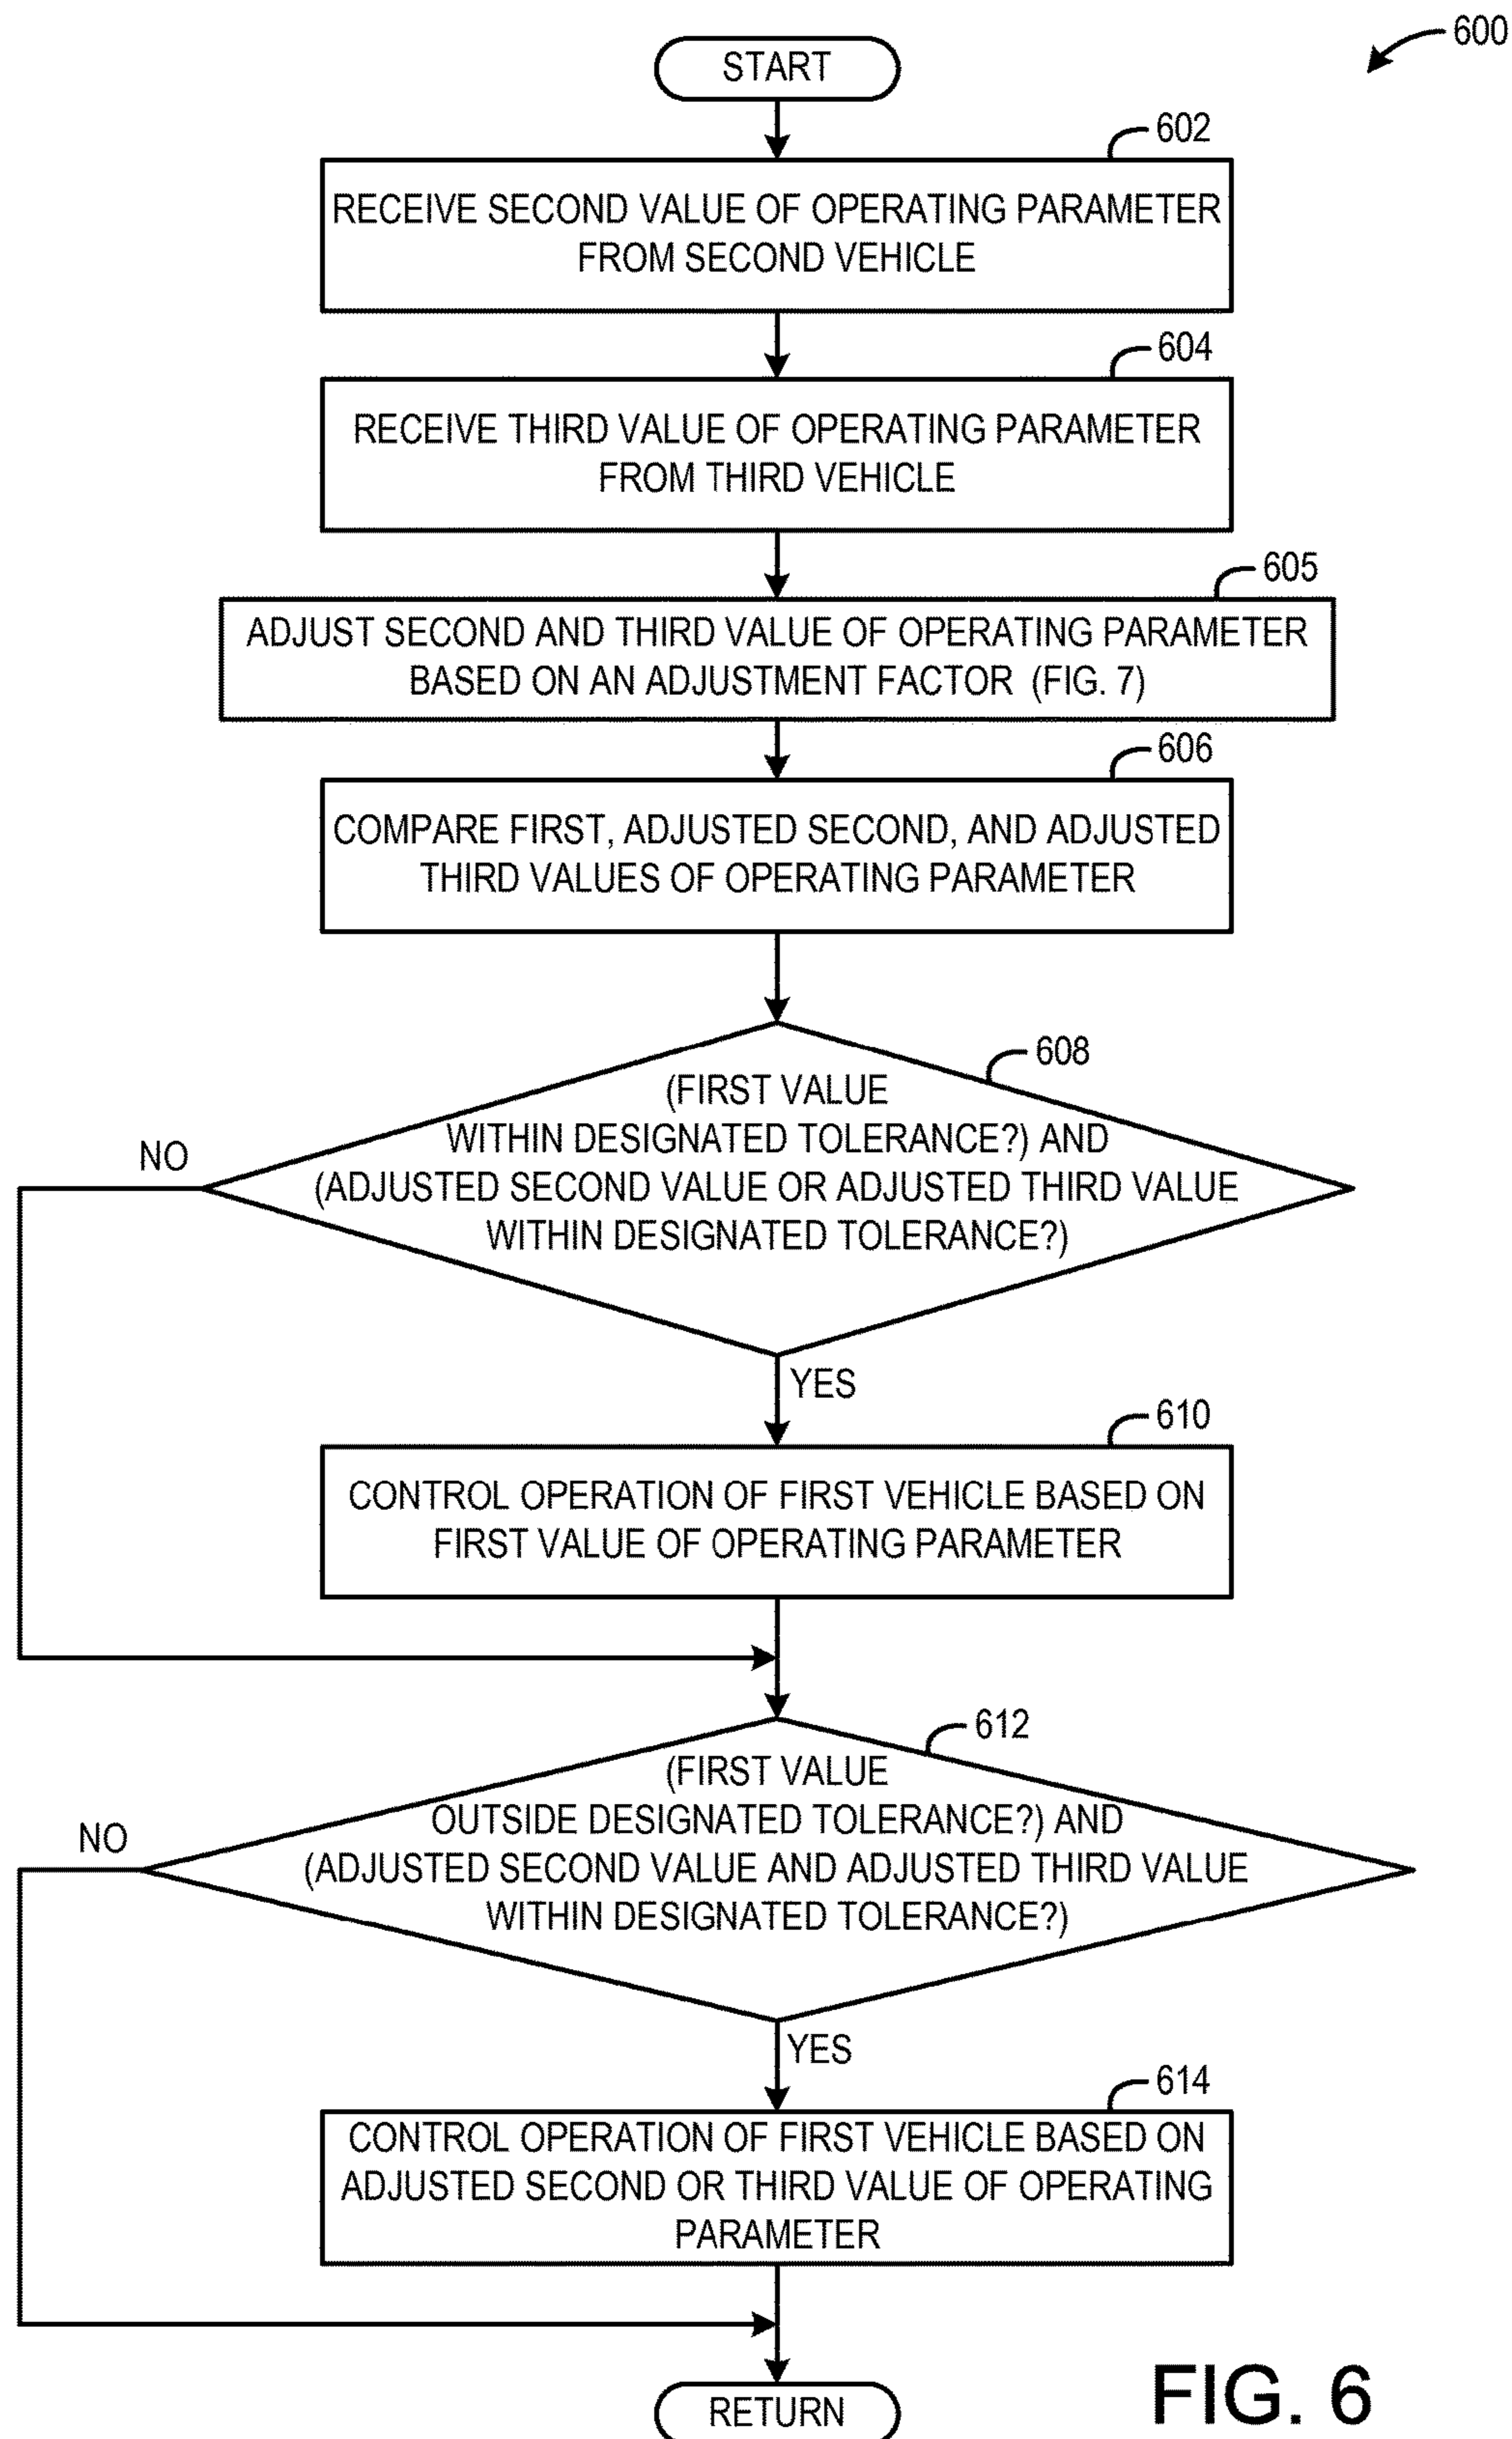 600
START
602
RECEIVE SECOND VALUE OF OPERATING PARAMETER
FROM SECOND VEHICLE
604
RECEIVE THIRD VALUE OF OPERATING PARAMETER
FROM THIRD VEHICLE
605
ADJUST SECOND AND THIRD VALUE OF OPERATING PARAMETER
BASED ON AN ADJUSTMENT FACTOR (FIG. 7)
606
COMPARE FIRST, ADJUSTED SECOND, AND ADJUSTED
THIRD VALUES OF OPERATING PARAMETER
608
(FIRST VALUE
WITHIN DESIGNATED TOLERANCE?) AND
(ADJUSTED SECOND VALUE OR ADJUSTED THIRD VALUE
WITHIN DESIGNATED TOLERANCE?)
NO
YES
610
CONTROL OPERATION OF FIRST VEHICLE BASED ON
FIRST VALUE OF OPERATING PARAMETER
612
(FIRST VALUE
OUTSIDE DESIGNATED TOLERANCE?) AND
(ADJUSTED SECOND VALUE AND ADJUSTED THIRD VALUE
WITHIN DESIGNATED TOLERANCE?)
NO
YES
614
CONTROL OPERATION OF FIRST VEHICLE BASED ON
ADJUSTED SECOND OR THIRD VALUE OF OPERATING
PARAMETER
RETURN
FIG. 6